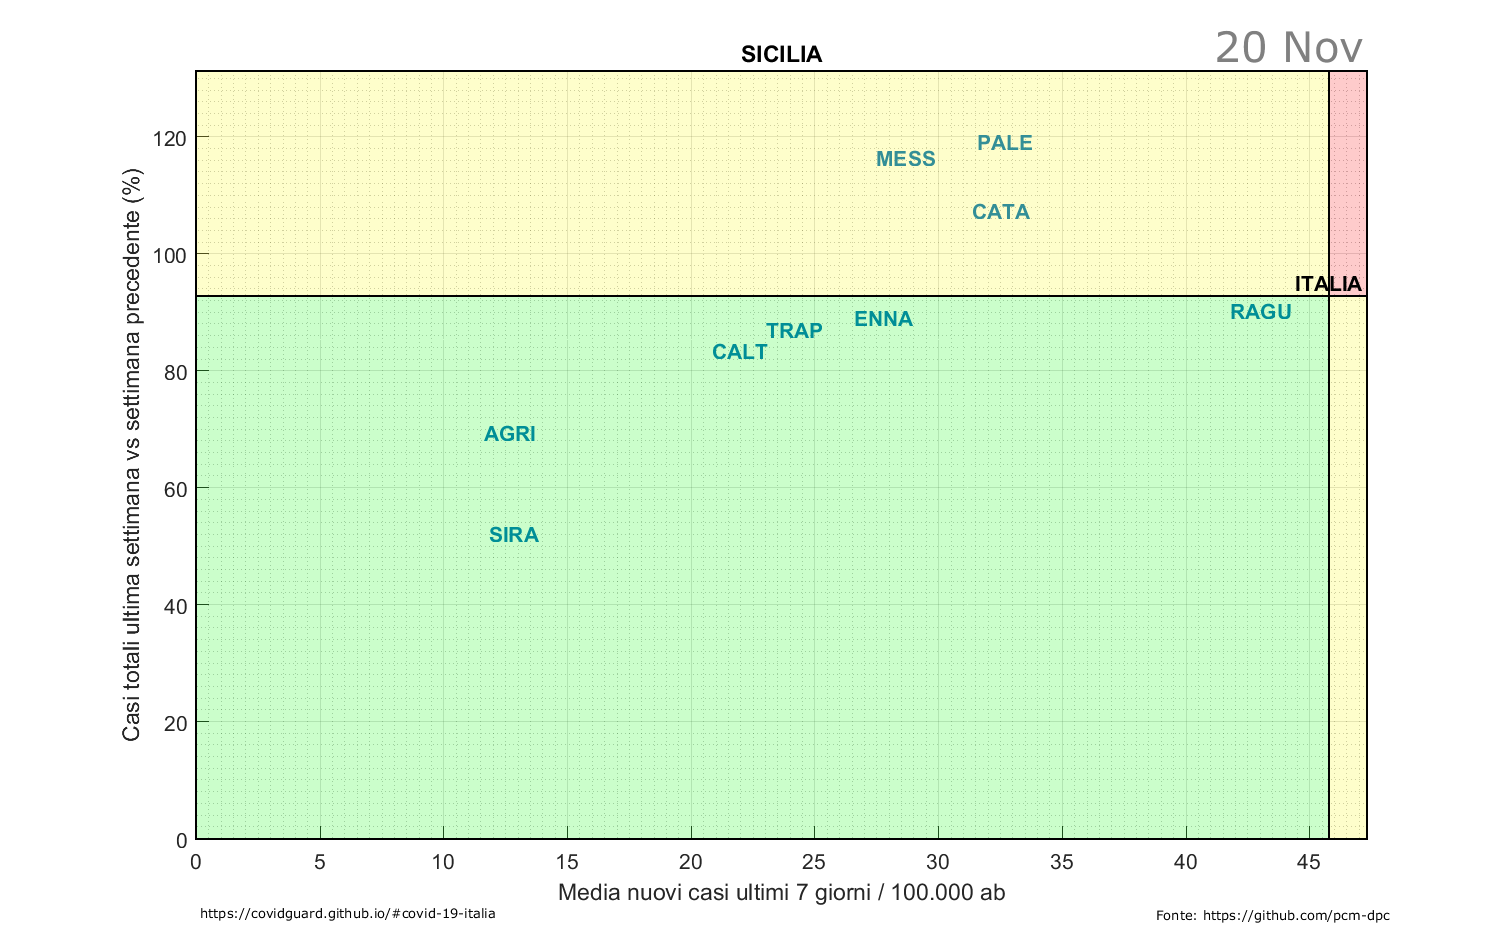 SICILIA
20 Nov
Casi totali ultima settimana vs settimana precedente (%)
120
100
80
60
40
20
0
PALE
MESS
CATA
ITALIA
RAGU
ENNA
TRAP
CALT
AGRI
SIRA
0 5 10 15 20 25 30 35 40 45
Media nuovi casi ultimi 7 giorni / 100.000 ab
https://covidguard.github.io/#covid-19-italia
Fonte: https://github.com/pcm-dpc